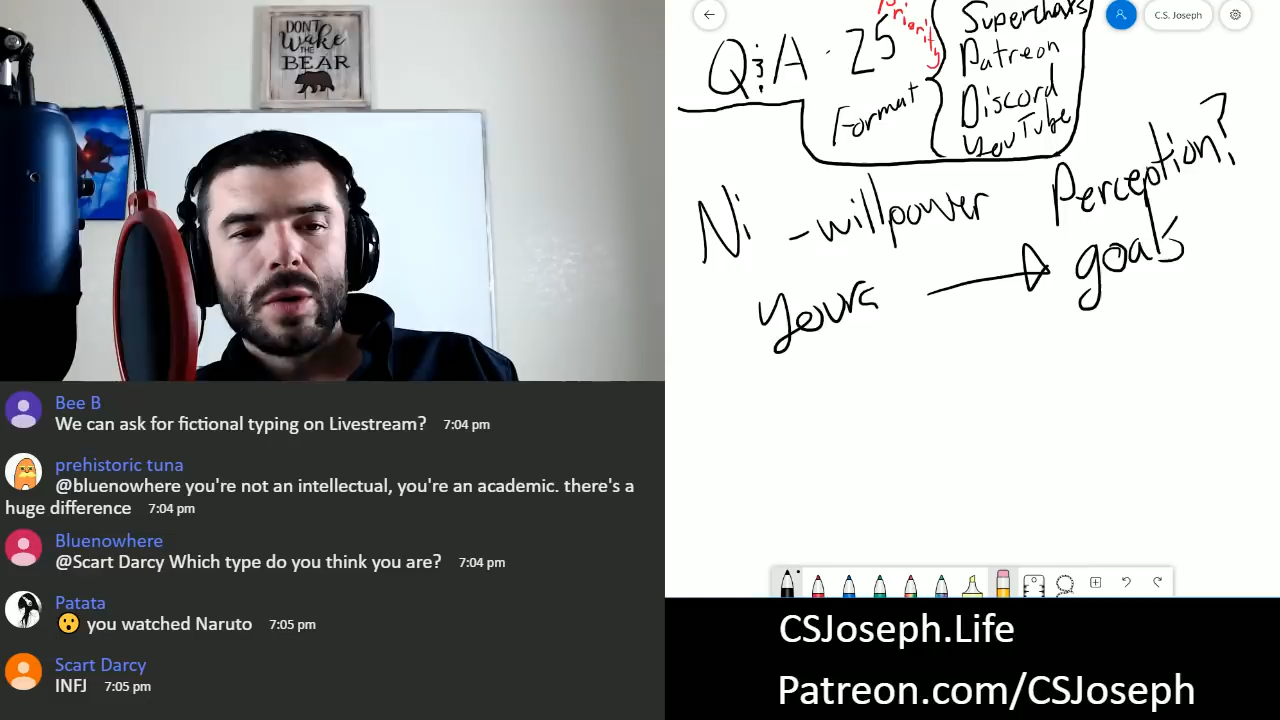 DON'T
Wake
THE
BEAR
Bee B
We can ask for fictional typing on Livestream? 7:04 pm
prehistoric tuna
@bluenowhere you're not an intellectual, you're an academic. there's a
huge difference 7:04 pm
Bluenowhere
@Scart Darcy Which type do you think you are? 7:04 pm
Patata
😮 you watched Naruto 7:05 pm
Scart Darcy
INFJ 7:05 pm
C.S. Joseph
Q&A - 25
Format
Priority
Superchats
Patreon
Discord
YouTube
Ni - willpower Perception?
yours → goals
CSJoseph.Life
Patreon.com/CSJoseph